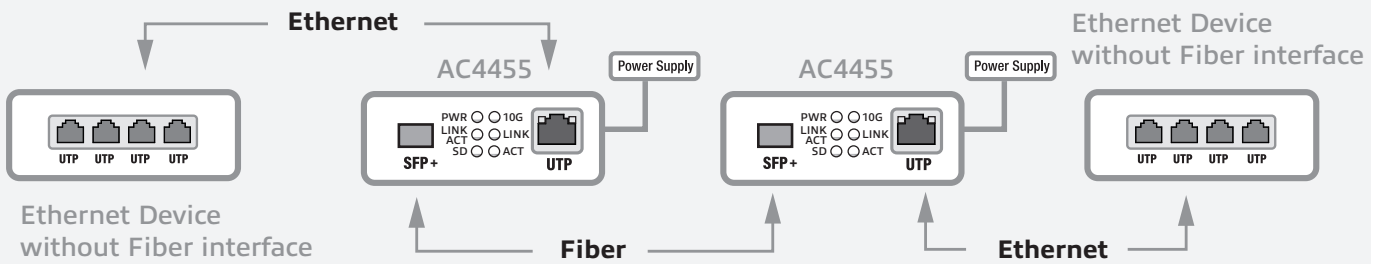 Ethernet
Ethernet Device
without Fiber interface
AC4455
Power Supply
AC4455
Power Supply
PWR 10G
LINK LINK
ACT
SD ACT
SFP+
UTP
PWR 10G
LINK LINK
ACT
SD ACT
SFP+
UTP
UTP UTP UTP UTP
UTP UTP UTP UTP
Ethernet Device
without Fiber interface
Fiber
Ethernet